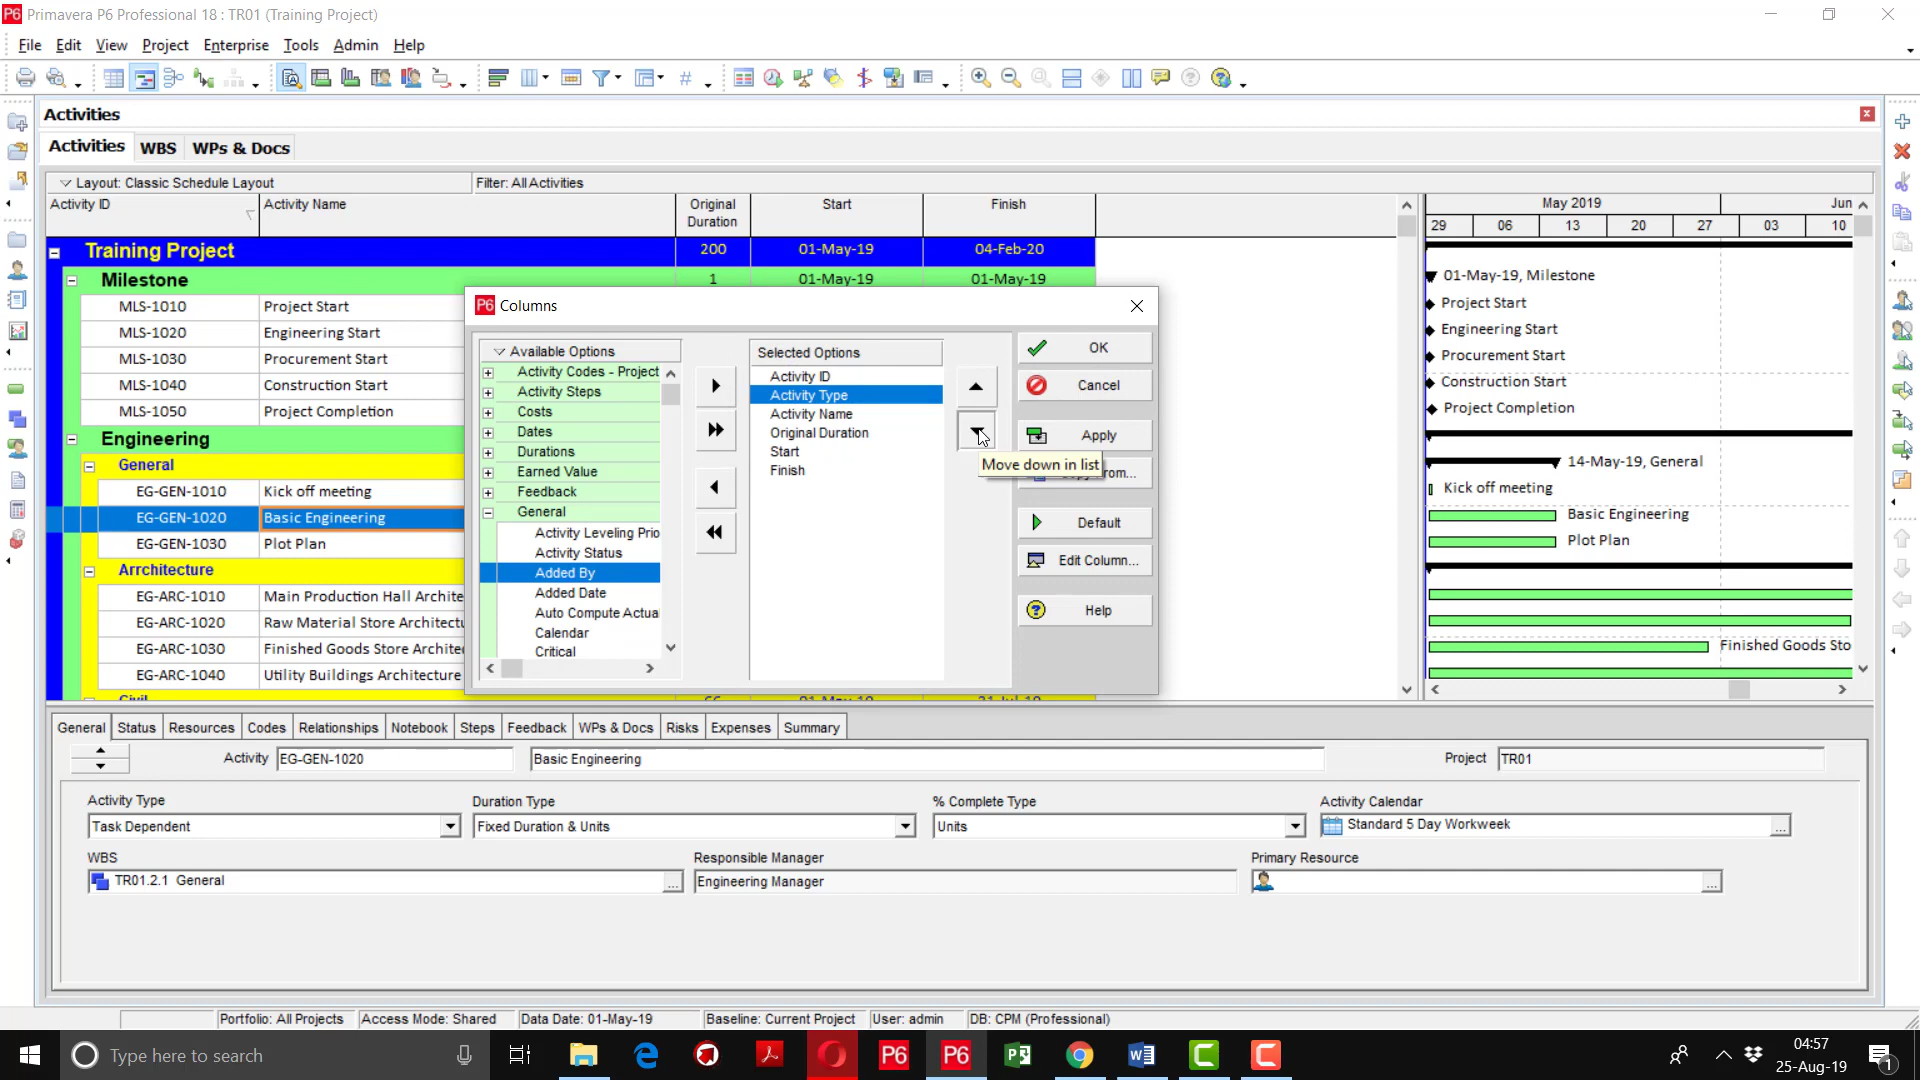 P6 Primavera P6 Professional 18 : TR01 (Training Project)
File Edit View Project Enterprise Tools Admin Help
Activities
Activities WBS WPs & Docs
Layout: Classic Schedule Layout Filter: All Activities
Activity ID Activity Name Original Duration Start Finish
May 2019 Jun
29 06 13 20 27 03 10
Training Project 200 01-May-19 04-Feb-20
Milestone 1 01-May-19 01-May-19
MLS-1010 Project Start
MLS-1020 Engineering Start
MLS-1030 Procurement Start
MLS-1040 Construction Start
MLS-1050 Project Completion
Engineering
General
EG-GEN-1010 Kick off meeting
EG-GEN-1020 Basic Engineering
EG-GEN-1030 Plot Plan
Arrchitecture
EG-ARC-1010 Main Production Hall Archite
EG-ARC-1020 Raw Material Store Architectu
EG-ARC-1030 Finished Goods Store Archite
EG-ARC-1040 Utility Buildings Architecture
01-May-19, Milestone
Project Start
Engineering Start
Procurement Start
Construction Start
Project Completion
14-May-19, General
Kick off meeting
Basic Engineering
Plot Plan
Finished Goods Sto
P6 Columns
Available Options
Activity Codes - Project
Activity Steps
Costs
Dates
Durations
Earned Value
Feedback
General
Activity Leveling Prio
Activity Status
Added By
Added Date
Auto Compute Actua
Calendar
Critical
Selected Options
Activity ID
Activity Type
Activity Name
Original Duration
Start
Finish
OK
Cancel
Apply
Move down in list
Default
Edit Column...
Help
General Status Resources Codes Relationships Notebook Steps Feedback WPs & Docs Risks Expenses Summary
Activity EG-GEN-1020 Basic Engineering Project TR01
Activity Type Duration Type % Complete Type Activity Calendar
Task Dependent Fixed Duration & Units Units Standard 5 Day Workweek
WBS Responsible Manager Primary Resource
TR01.2.1 General Engineering Manager
Portfolio: All Projects Access Mode: Shared Data Date: 01-May-19 Baseline: Current Project User: admin DB: CPM (Professional)
Type here to search
P6 P6
04:57
25-Aug-19
1